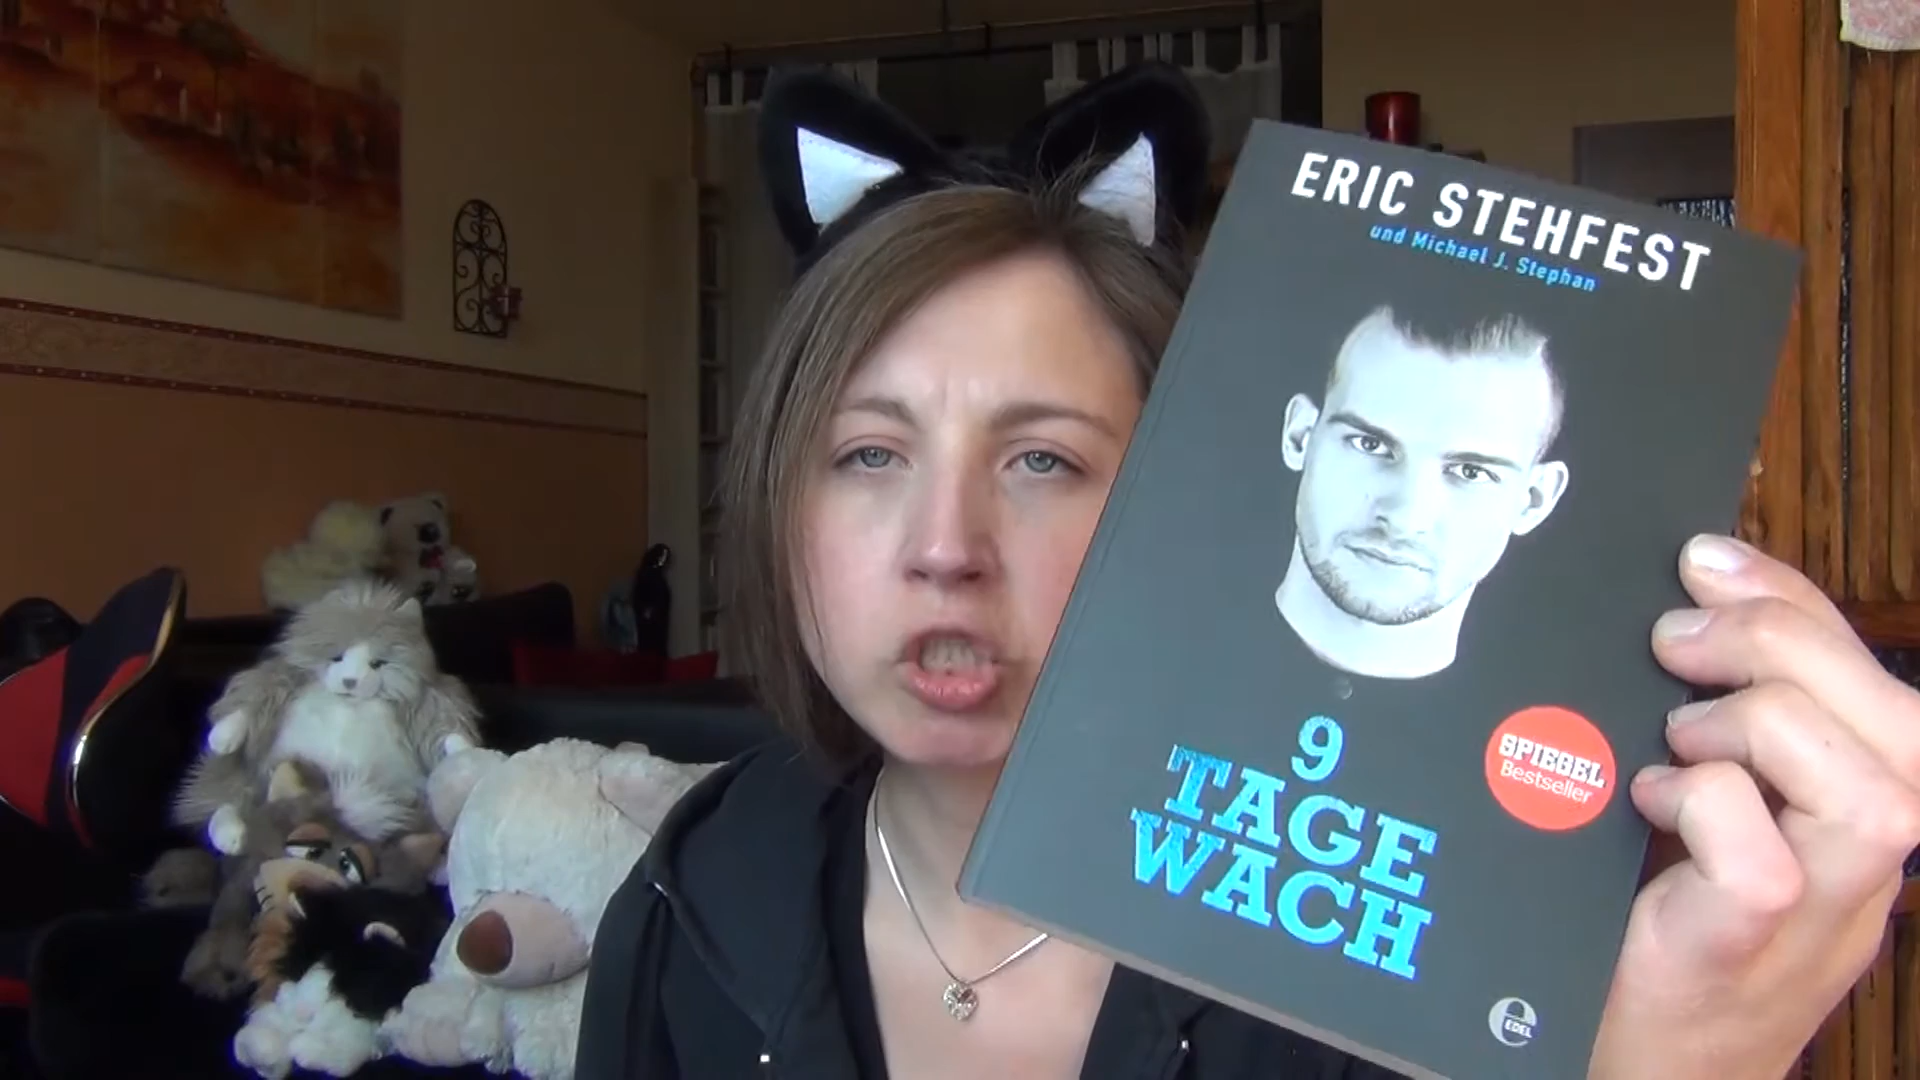 ERIC STEHFEST
und Michael J. Stephan
9
TAGE
WACH
SPIEGEL
Bestseller
EDEL